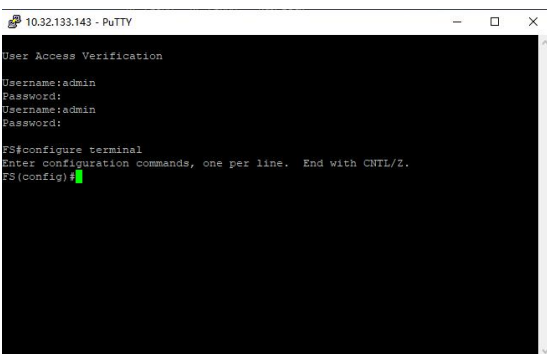 10.32.133.143 - PuTTY
User Access Verification
Username:admin
Password:
Username:admin
Password:
FS#configure terminal
Enter configuration commands, one per line.  End with CNTL/Z.
FS(config)#